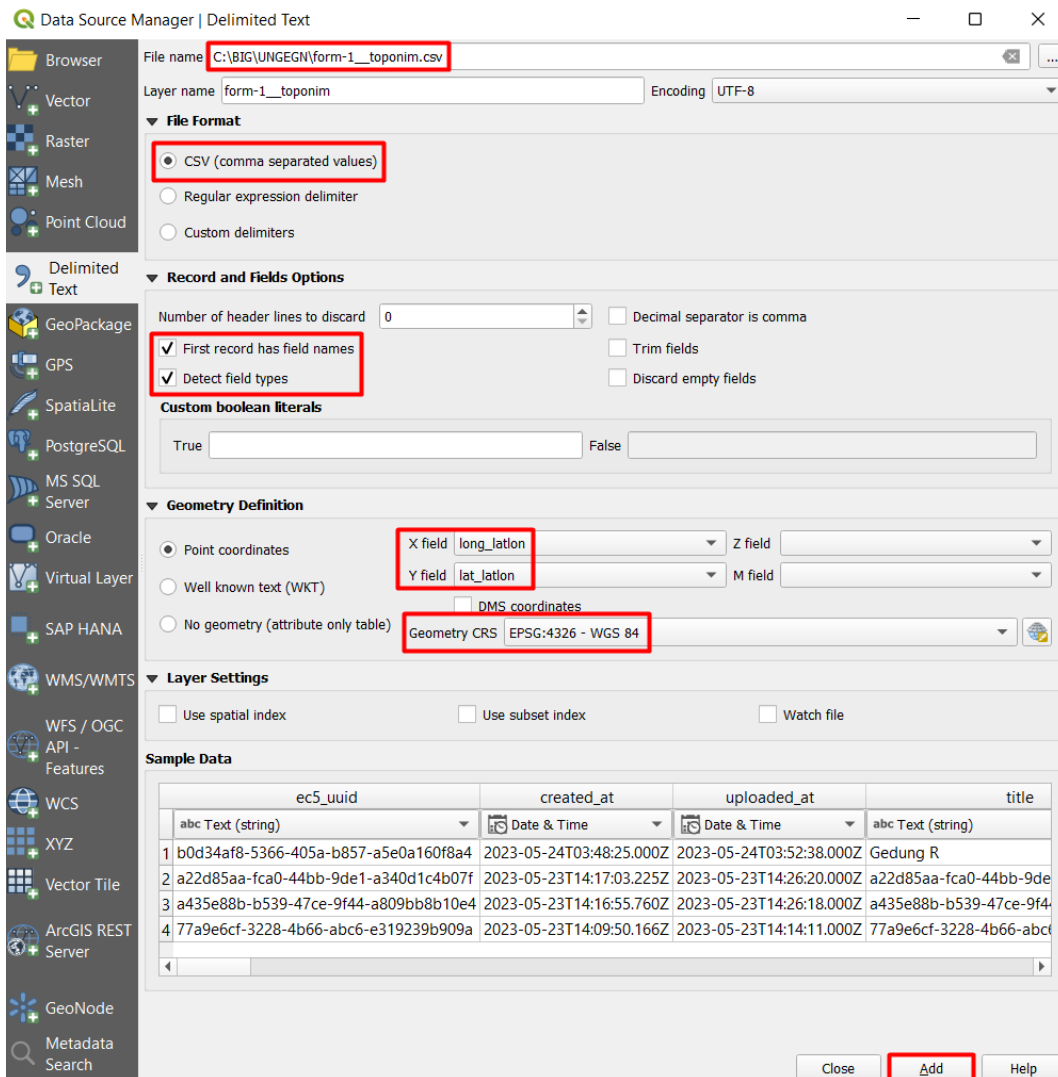 Data Source Manager | Delimited Text
Browser
Vector
Raster
Mesh
Point Cloud
Delimited
Text
GeoPackage
GPS
SpatiaLite
PostgreSQL
MS SQL
Server
Oracle
Virtual Layer
SAP HANA
WMS/WMTS
WFS / OGC
API -
Features
WCS
XYZ
Vector Tile
ArcGIS REST
Server
GeoNode
Metadata
Search
File name C:\BIG\UNGEGN\form-1__toponim.csv ...
Layer name form-1__toponim Encoding UTF-8
File Format
CSV (comma separated values)
Regular expression delimiter
Custom delimiters
Record and Fields Options
Number of header lines to discard 0 Decimal separator is comma
First record has field names Trim fields
Detect field types Discard empty fields
Custom boolean literals
True False
Geometry Definition
Point coordinates X field long_latlon Z field
Well known text (WKT) Y field lat_latlon M field
DMS coordinates
No geometry (attribute only table) Geometry CRS EPSG:4326 - WGS 84
Layer Settings
Use spatial index Use subset index Watch file
Sample Data
ec5_uuid created_at uploaded_at title
abc Text (string) Date & Time Date & Time abc Text (string)
1 b0d34af8-5366-405a-b857-a5e0a160f8a4 2023-05-24T03:48:25.000Z 2023-05-24T03:52:38.000Z Gedung R
2 a22d85aa-fca0-44bb-9de1-a340d1c4b07f 2023-05-23T14:17:03.225Z 2023-05-23T14:26:20.000Z a22d85aa-fca0-44bb-9de
3 a435e88b-b539-47ce-9f44-a809bb8b10e4 2023-05-23T14:16:55.760Z 2023-05-23T14:26:18.000Z a435e88b-b539-47ce-9f4
4 77a9e6cf-3228-4b66-abc6-e319239b909a 2023-05-23T14:09:50.166Z 2023-05-23T14:14:11.000Z 77a9e6cf-3228-4b66-abc
Close Add Help